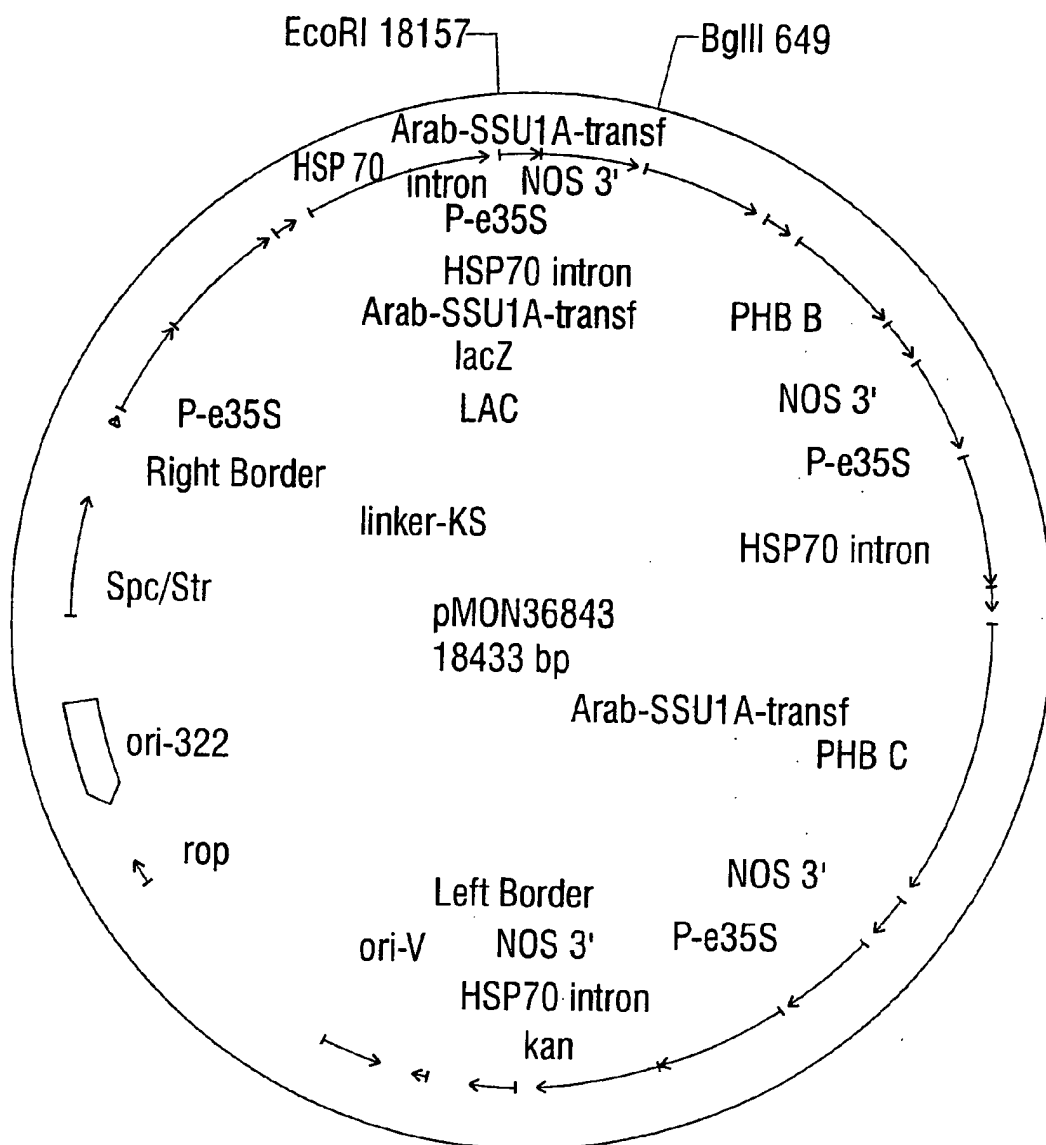 EcoRI 18157
BglII 649
Arab-SSU1A-transf
HSP 70
intron
NOS 3'
P-e35S
HSP70 intron
Arab-SSU1A-transf
PHB B
lacZ
NOS 3'
LAC
P-e35S
P-e35S
Right Border
linker-KS
HSP70 intron
Spc/Str
pMON36843
18433 bp
Arab-SSU1A-transf
ori-322
PHB C
rop
NOS 3'
Left Border
P-e35S
ori-V
NOS 3'
HSP70 intron
kan